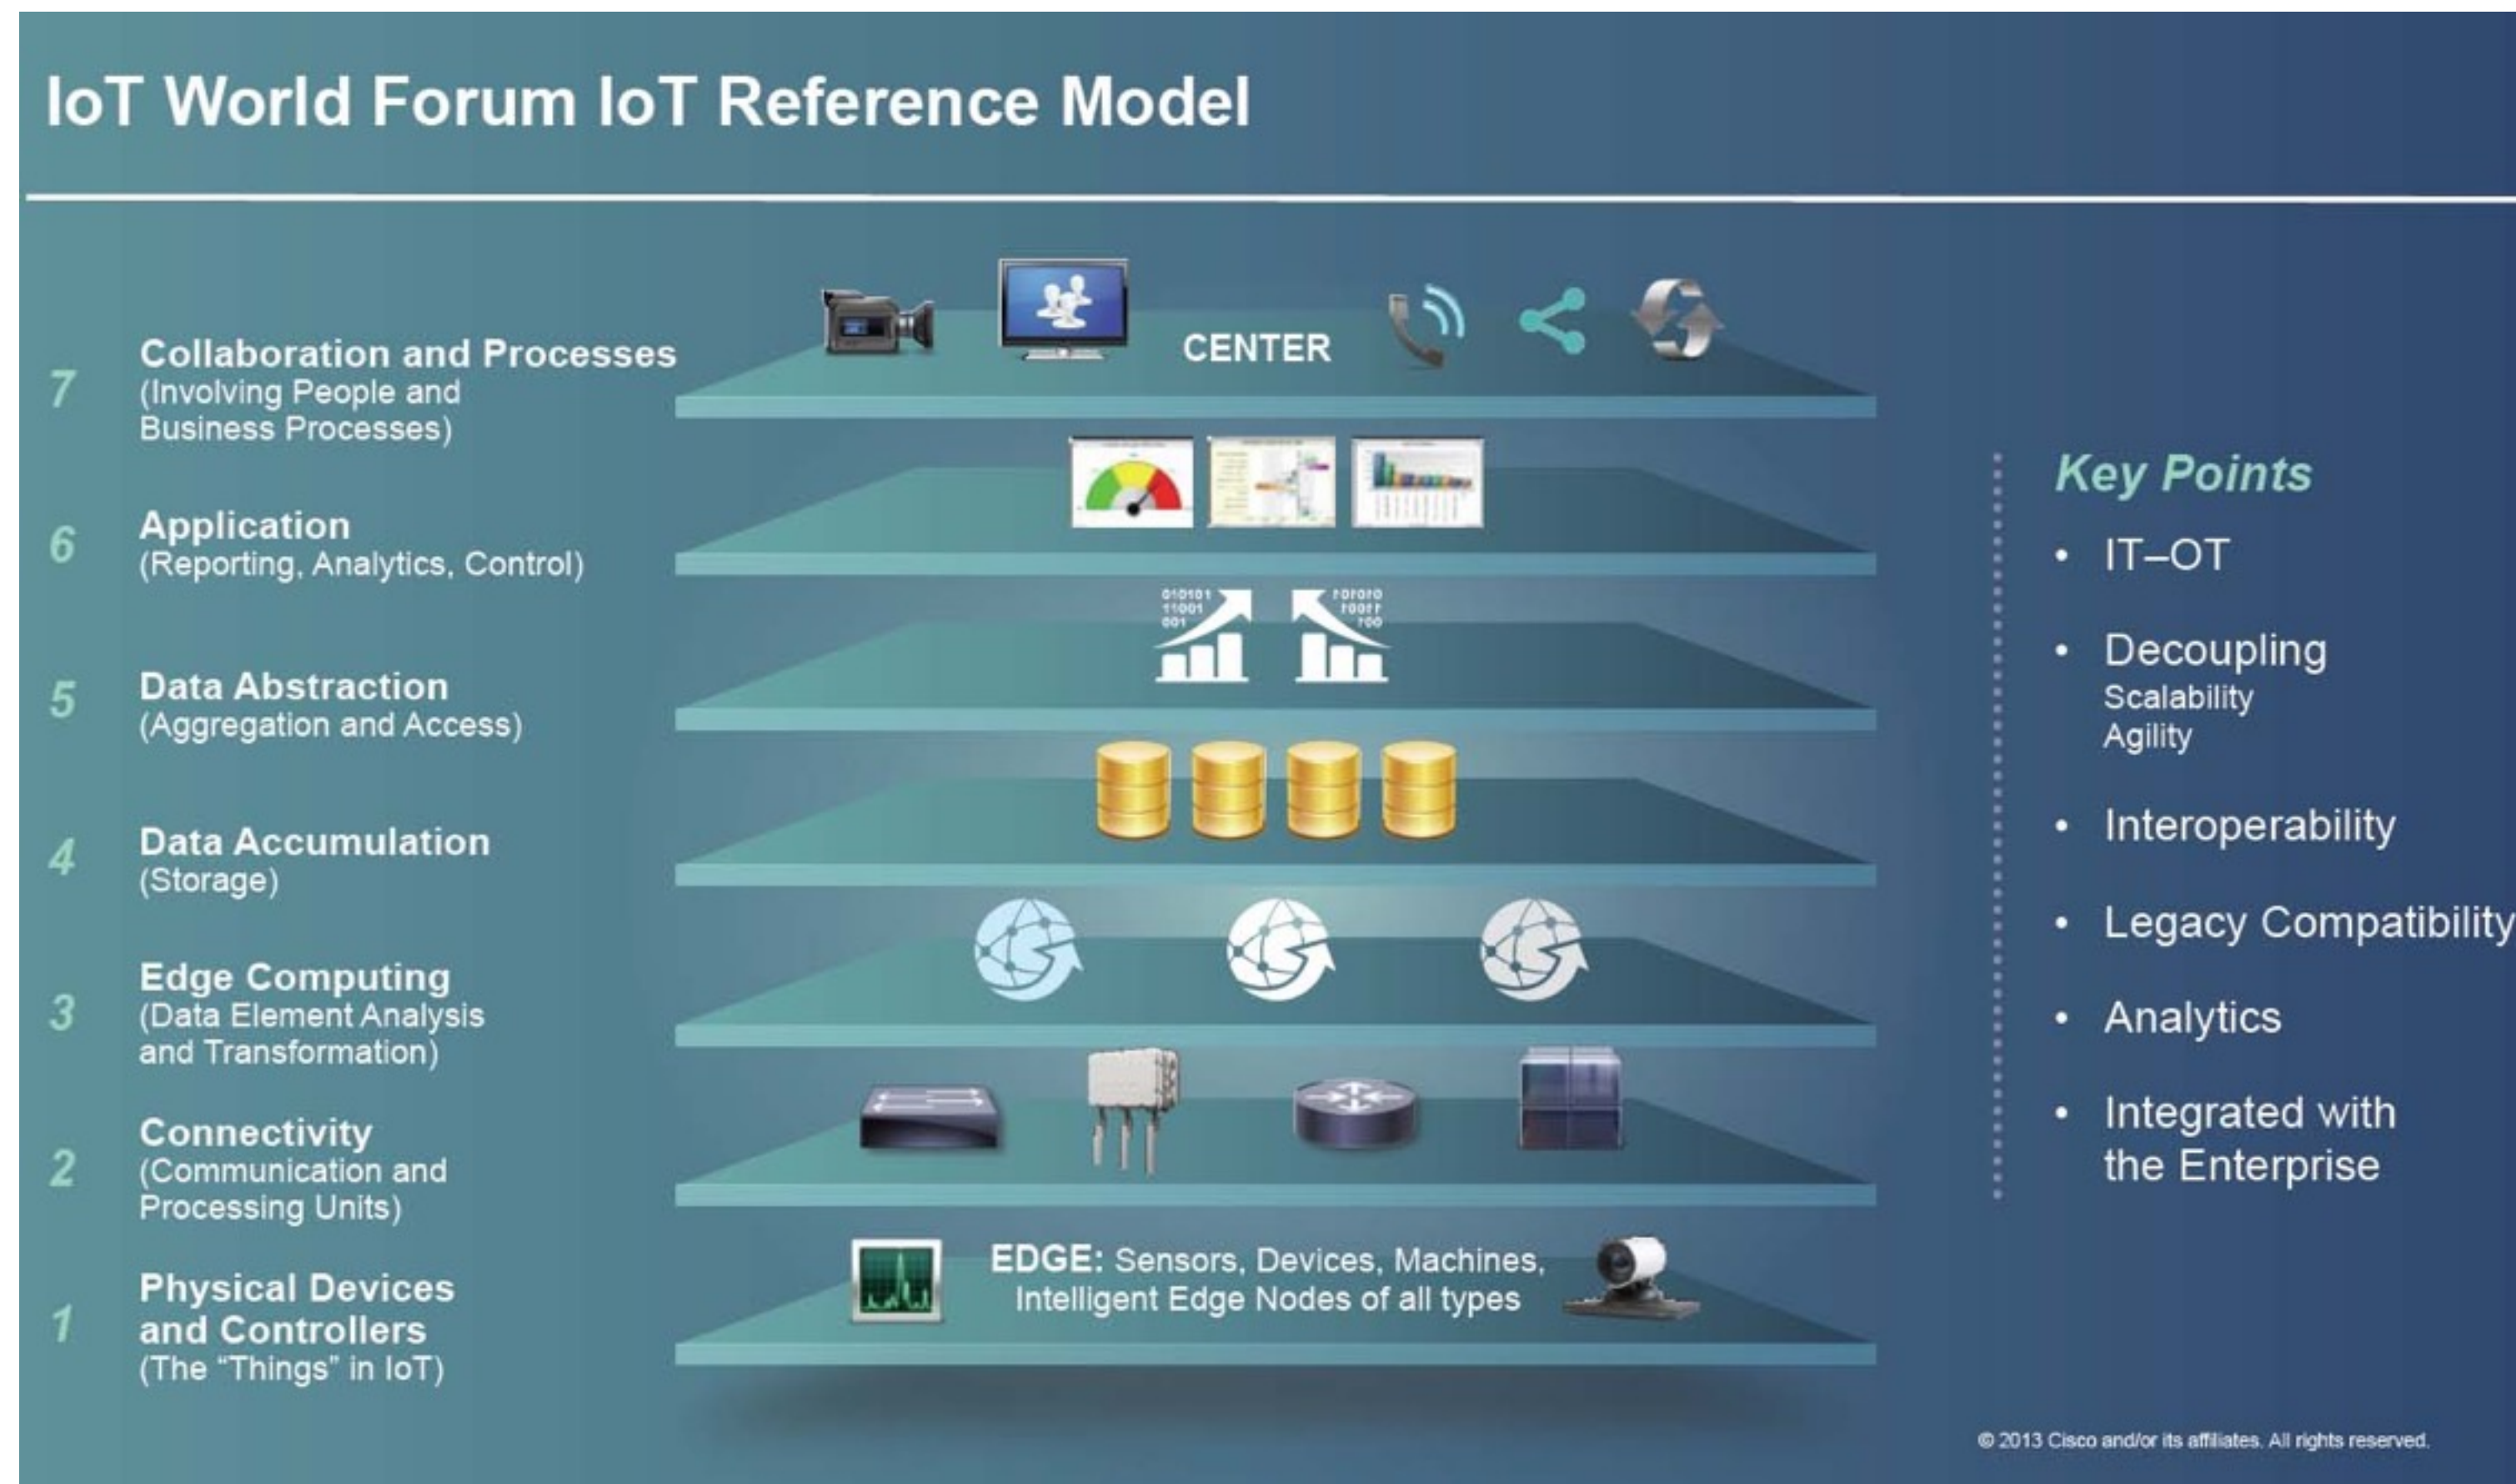 IoT World Forum IoT Reference Model
7
Collaboration and Processes
(Involving People and
Business Processes)
CENTER
6
Application
(Reporting, Analytics, Control)
5
Data Abstraction
(Aggregation and Access)
010101
11001
001
4
Data Accumulation
(Storage)
3
Edge Computing
(Data Element Analysis
and Transformation)
2
Connectivity
(Communication and
Processing Units)
1
Physical Devices
and Controllers
(The “Things” in IoT)
EDGE: Sensors, Devices, Machines,
Intelligent Edge Nodes of all types
Key Points
• IT–OT
• Decoupling
Scalability
Agility
• Interoperability
• Legacy Compatibility
• Analytics
• Integrated with
the Enterprise
© 2013 Cisco and/or its affiliates. All rights reserved.